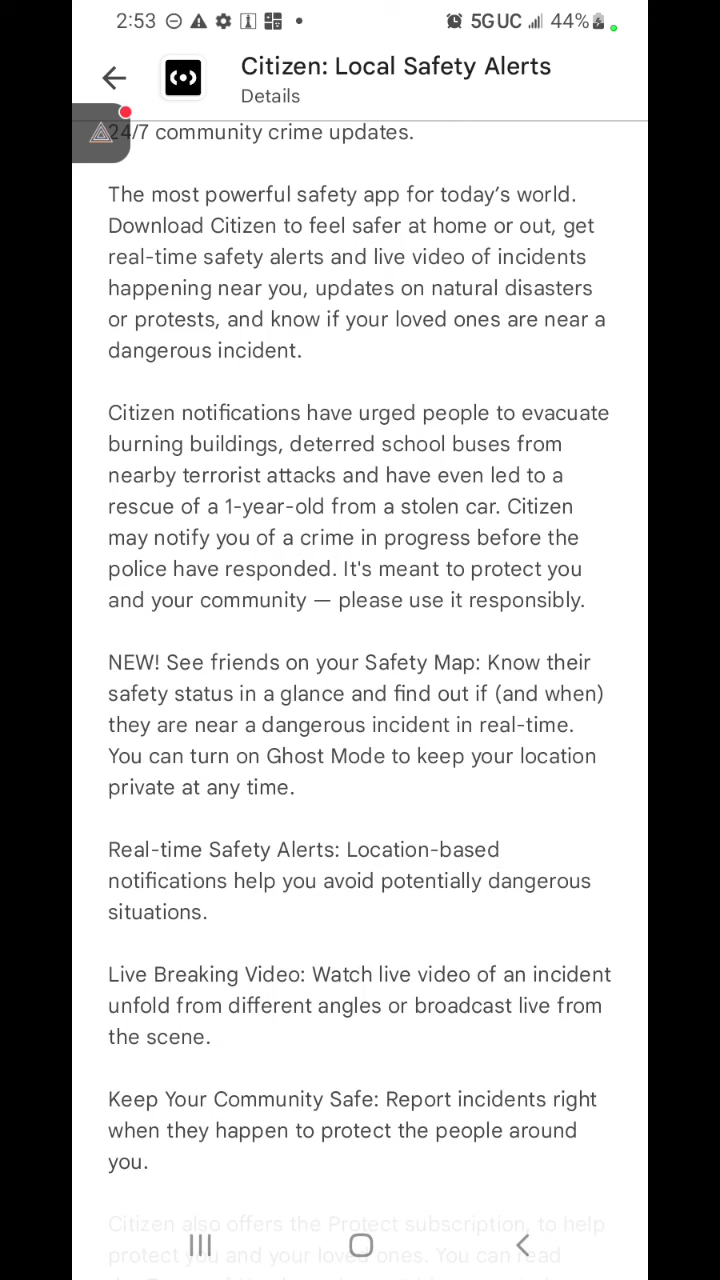 2:53
5GUC
44%
Citizen: Local Safety Alerts
Details
24/7 community crime updates.
The most powerful safety app for today’s world.
Download Citizen to feel safer at home or out, get
real-time safety alerts and live video of incidents
happening near you, updates on natural disasters
or protests, and know if your loved ones are near a
dangerous incident.
Citizen notifications have urged people to evacuate
burning buildings, deterred school buses from
nearby terrorist attacks and have even led to a
rescue of a 1-year-old from a stolen car. Citizen
may notify you of a crime in progress before the
police have responded. It's meant to protect you
and your community — please use it responsibly.
NEW! See friends on your Safety Map: Know their
safety status in a glance and find out if (and when)
they are near a dangerous incident in real-time.
You can turn on Ghost Mode to keep your location
private at any time.
Real-time Safety Alerts: Location-based
notifications help you avoid potentially dangerous
situations.
Live Breaking Video: Watch live video of an incident
unfold from different angles or broadcast live from
the scene.
Keep Your Community Safe: Report incidents right
when they happen to protect the people around
you.
Citizen also offers the Protect subscription, to help
protect you and your loved ones. You can read